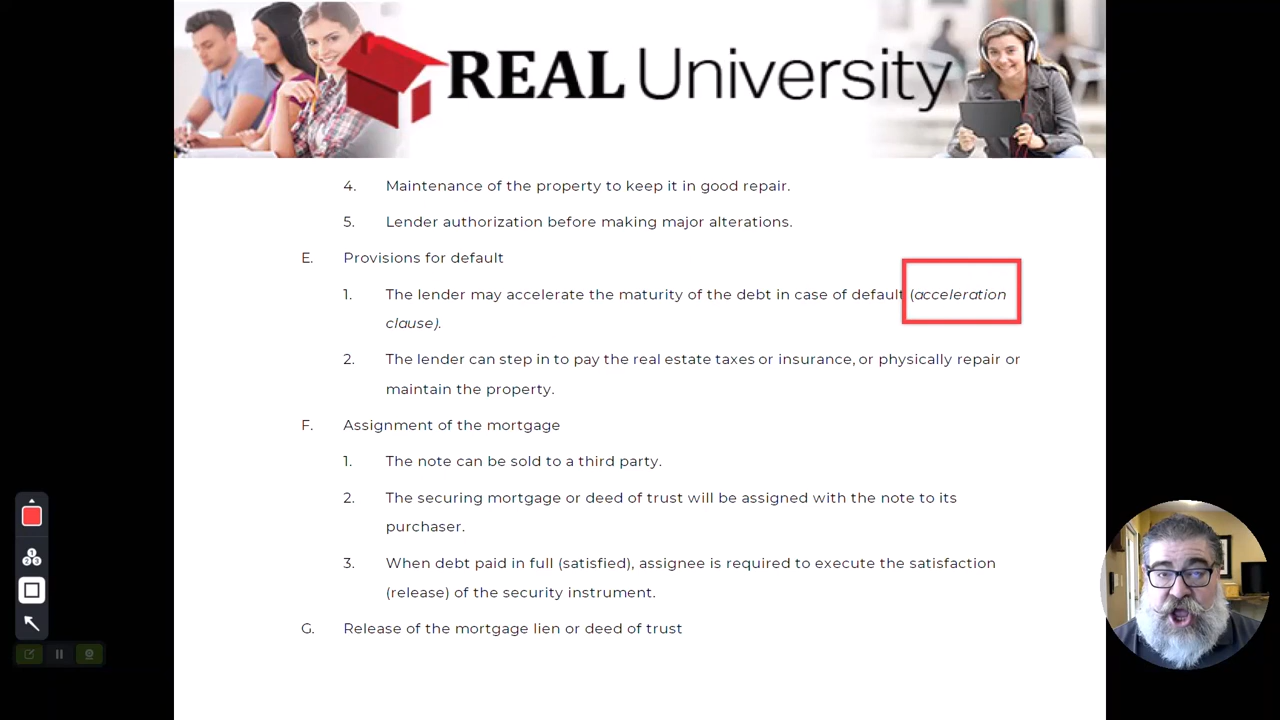 REAL University
4. Maintenance of the property to keep it in good repair.
5. Lender authorization before making major alterations.
E. Provisions for default
1. The lender may accelerate the maturity of the debt in case of default (acceleration
clause).
2. The lender can step in to pay the real estate taxes or insurance, or physically repair or
maintain the property.
F. Assignment of the mortgage
1. The note can be sold to a third party.
2. The securing mortgage or deed of trust will be assigned with the note to its
purchaser.
3. When debt paid in full (satisfied), assignee is required to execute the satisfaction
(release) of the security instrument.
G. Release of the mortgage lien or deed of trust